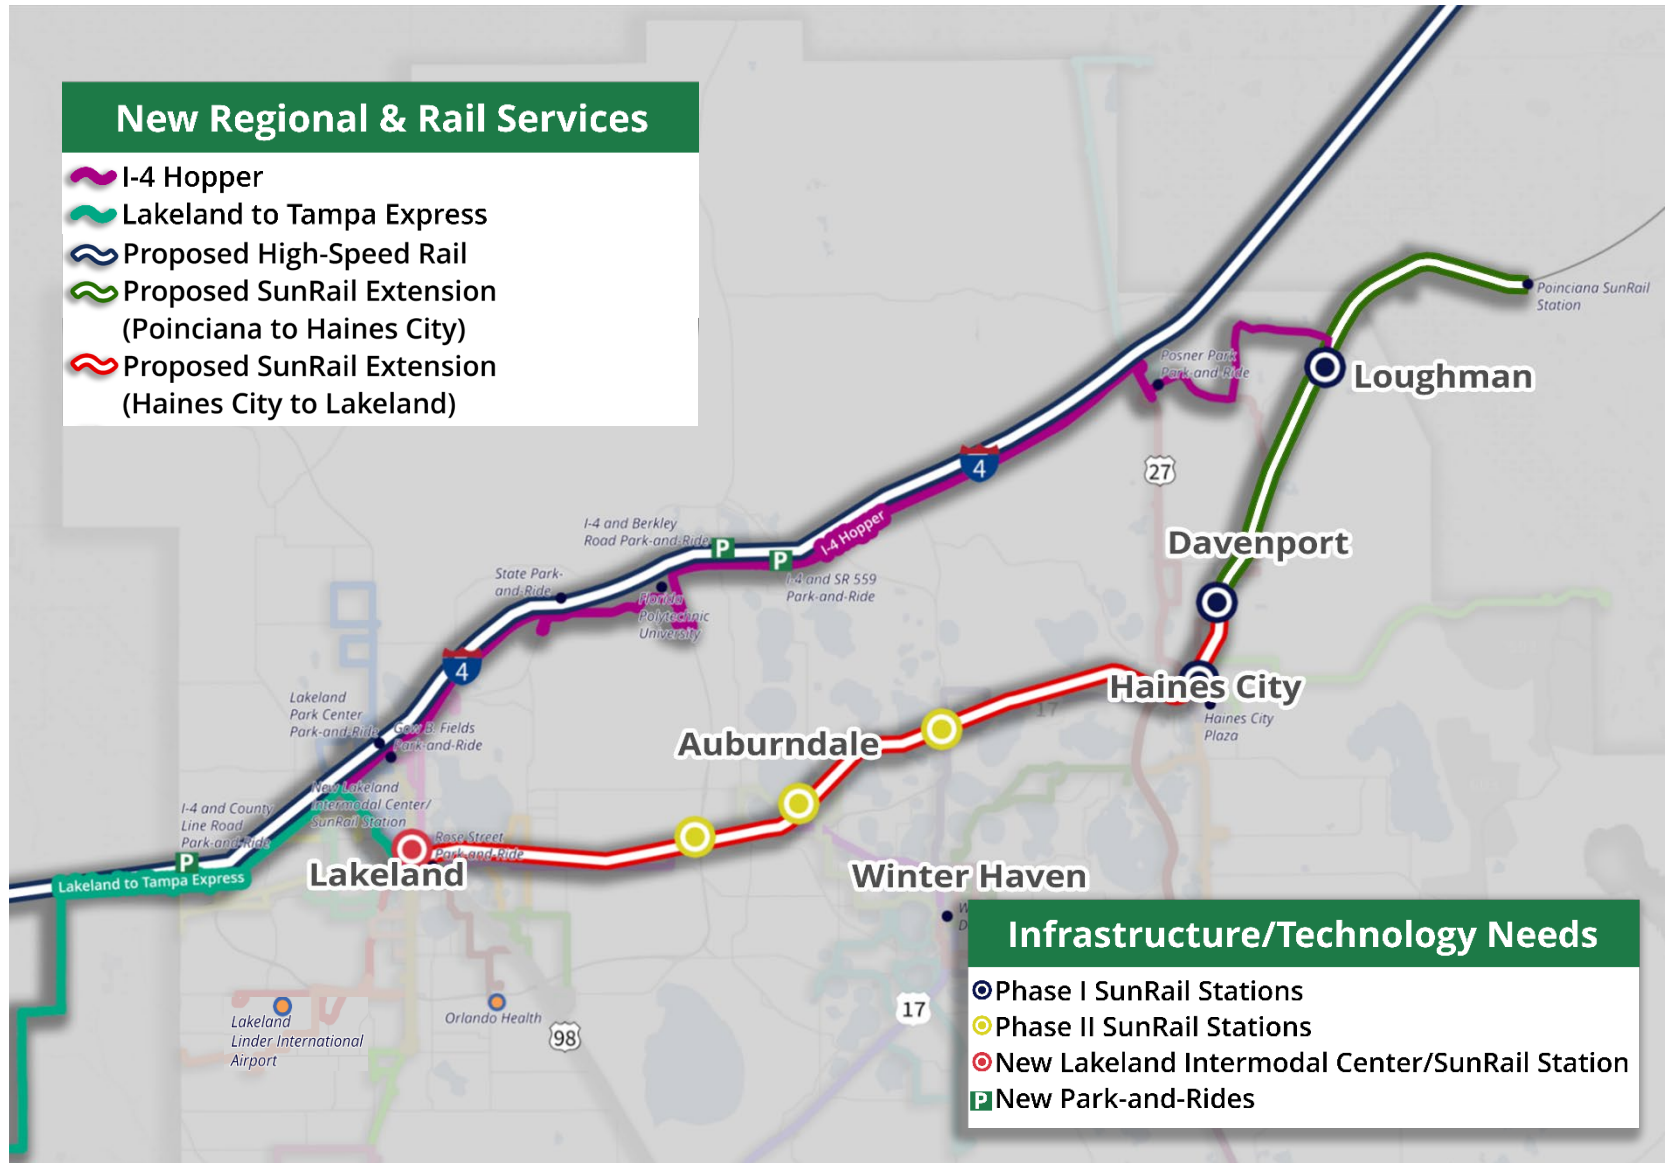 New Regional & Rail Services
I-4 Hopper
Lakeland to Tampa Express
Proposed High-Speed Rail
Proposed SunRail Extension
(Poinciana to Haines City)
Proposed SunRail Extension
(Haines City to Lakeland)
Poinciana SunRail
Station
Posner Park
Park-and-Ride
Loughman
4
27
I-4 and Berkley
Road Park-and-Ride
P
P
I-4 Hopper
Davenport
State Park-
and-Ride
I-4 and SR 559
Park-and-Ride
Florida
Polytechnic
University
4
Haines City
Lakeland
Park Center
Park-and-Ride
Gow B. Fields
Park-and-Ride
17
Haines City
Plaza
Auburndale
New Lakeland
Intermodal Center/
SunRail Station
I-4 and County
Line Road
Park-and-Ride
P
Rose Street
Park-and-Ride
Lakeland to Tampa Express
Lakeland
Winter Haven
W
D
17
Orlando Health
98
Lakeland
Linder International
Airport
Infrastructure/Technology Needs
Phase I SunRail Stations
Phase II SunRail Stations
New Lakeland Intermodal Center/SunRail Station
P New Park-and-Rides